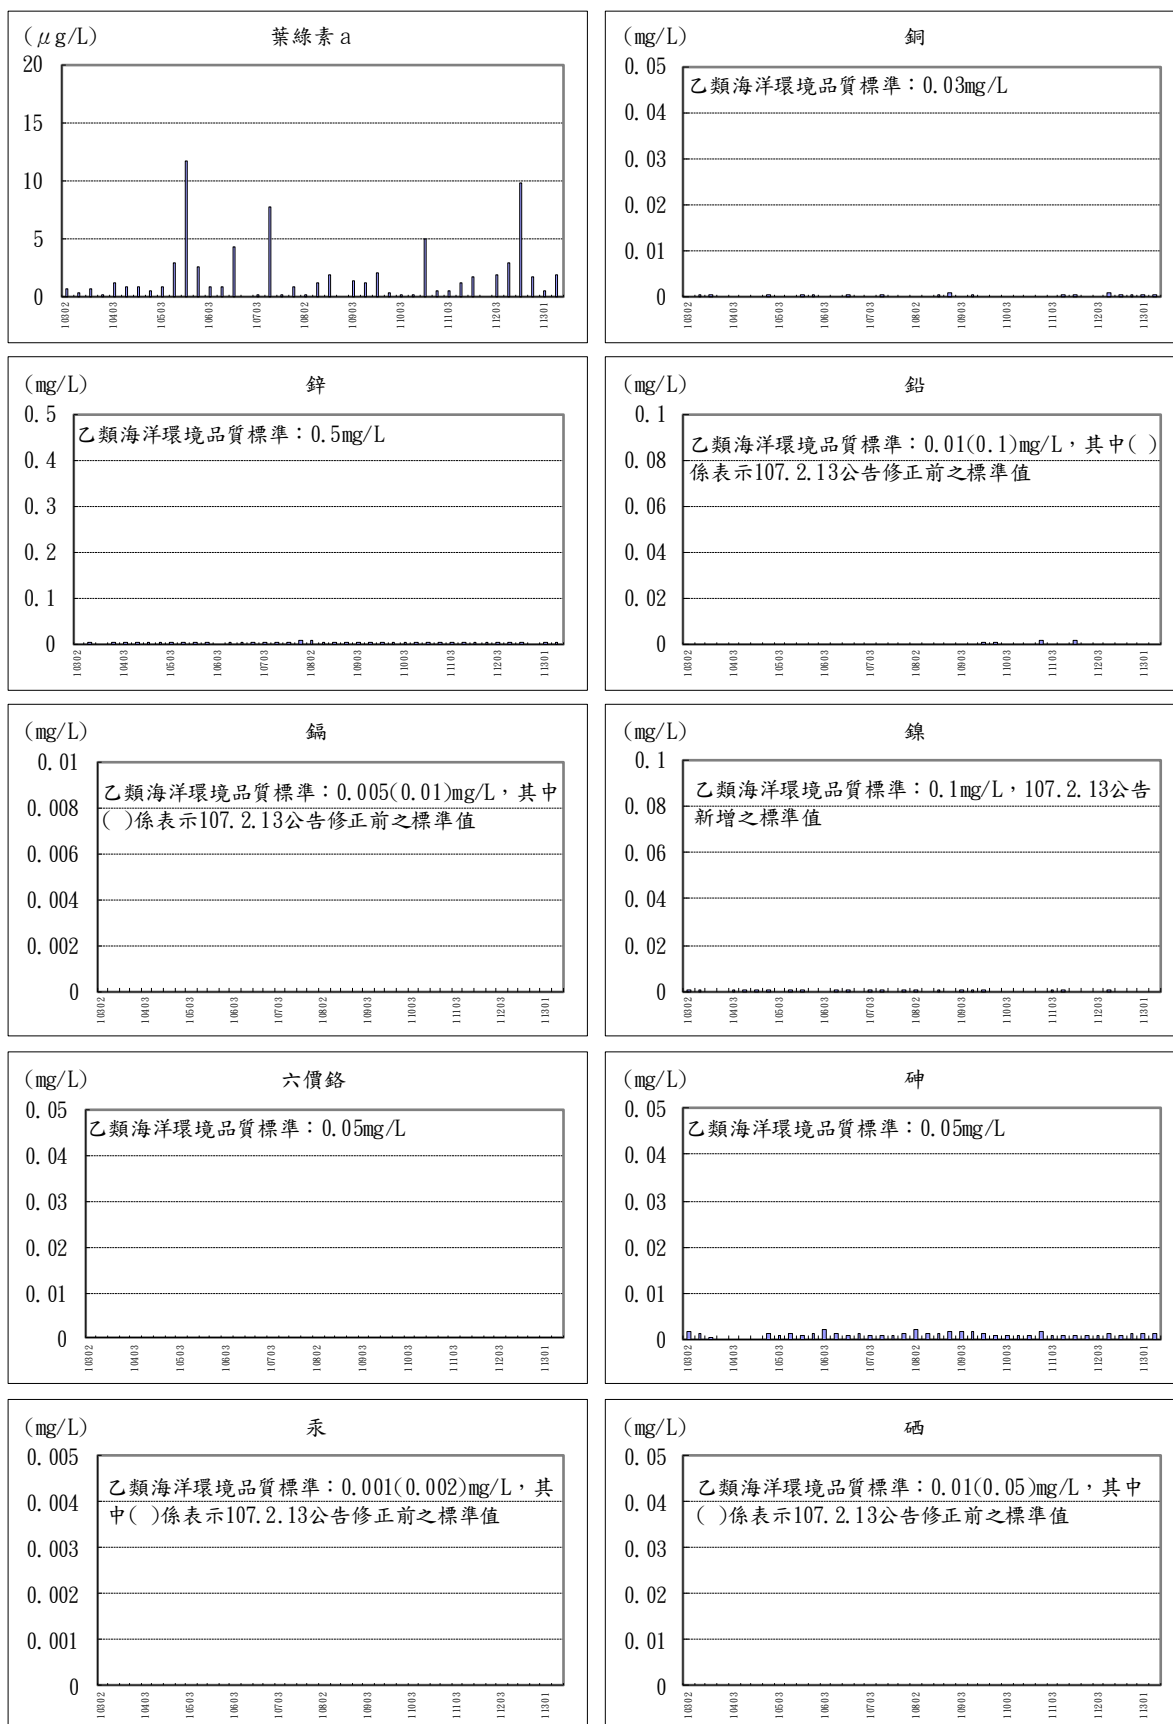 (μg/L) 葉綠素a
20
15
10
5
0
10302 10403 10503 10603 10703 10802 10903 11003 11103 11203 11301
(mg/L) 銅
0.05
乙類海洋環境品質標準：0.03mg/L
0.04
0.03
0.02
0.01
0
10302 10403 10503 10603 10703 10802 10903 11003 11103 11203 11301
(mg/L) 鋅
0.5
乙類海洋環境品質標準：0.5mg/L
0.4
0.3
0.2
0.1
0
10302 10403 10503 10603 10703 10802 10903 11003 11103 11203 11301
(mg/L) 鉛
0.1
乙類海洋環境品質標準：0.01(0.1)mg/L，其中( )
係表示107.2.13公告修正前之標準值
0.08
0.06
0.04
0.02
0
10302 10403 10503 10603 10703 10802 10903 11003 11103 11203 11301
(mg/L) 鎘
0.01
乙類海洋環境品質標準：0.005(0.01)mg/L，其中
( )係表示107.2.13公告修正前之標準值
0.008
0.006
0.004
0.002
0
10302 10403 10503 10603 10703 10802 10903 11003 11103 11203 11301
(mg/L) 鎳
0.1
乙類海洋環境品質標準：0.1mg/L，107.2.13公告
新增之標準值
0.08
0.06
0.04
0.02
0
10302 10403 10503 10603 10703 10802 10903 11003 11103 11203 11301
(mg/L) 六價鉻
0.05
乙類海洋環境品質標準：0.05mg/L
0.04
0.03
0.02
0.01
0
10302 10403 10503 10603 10703 10802 10903 11003 11103 11203 11301
(mg/L) 砷
0.05
乙類海洋環境品質標準：0.05mg/L
0.04
0.03
0.02
0.01
0
10302 10403 10503 10603 10703 10802 10903 11003 11103 11203 11301
(mg/L) 汞
0.005
乙類海洋環境品質標準：0.001(0.002)mg/L，其
中( )係表示107.2.13公告修正前之標準值
0.004
0.003
0.002
0.001
0
10302 10403 10503 10603 10703 10802 10903 11003 11103 11203 11301
(mg/L) 硒
0.05
乙類海洋環境品質標準：0.01(0.05)mg/L，其中
( )係表示107.2.13公告修正前之標準值
0.04
0.03
0.02
0.01
0
10302 10403 10503 10603 10703 10802 10903 11003 11103 11203 11301